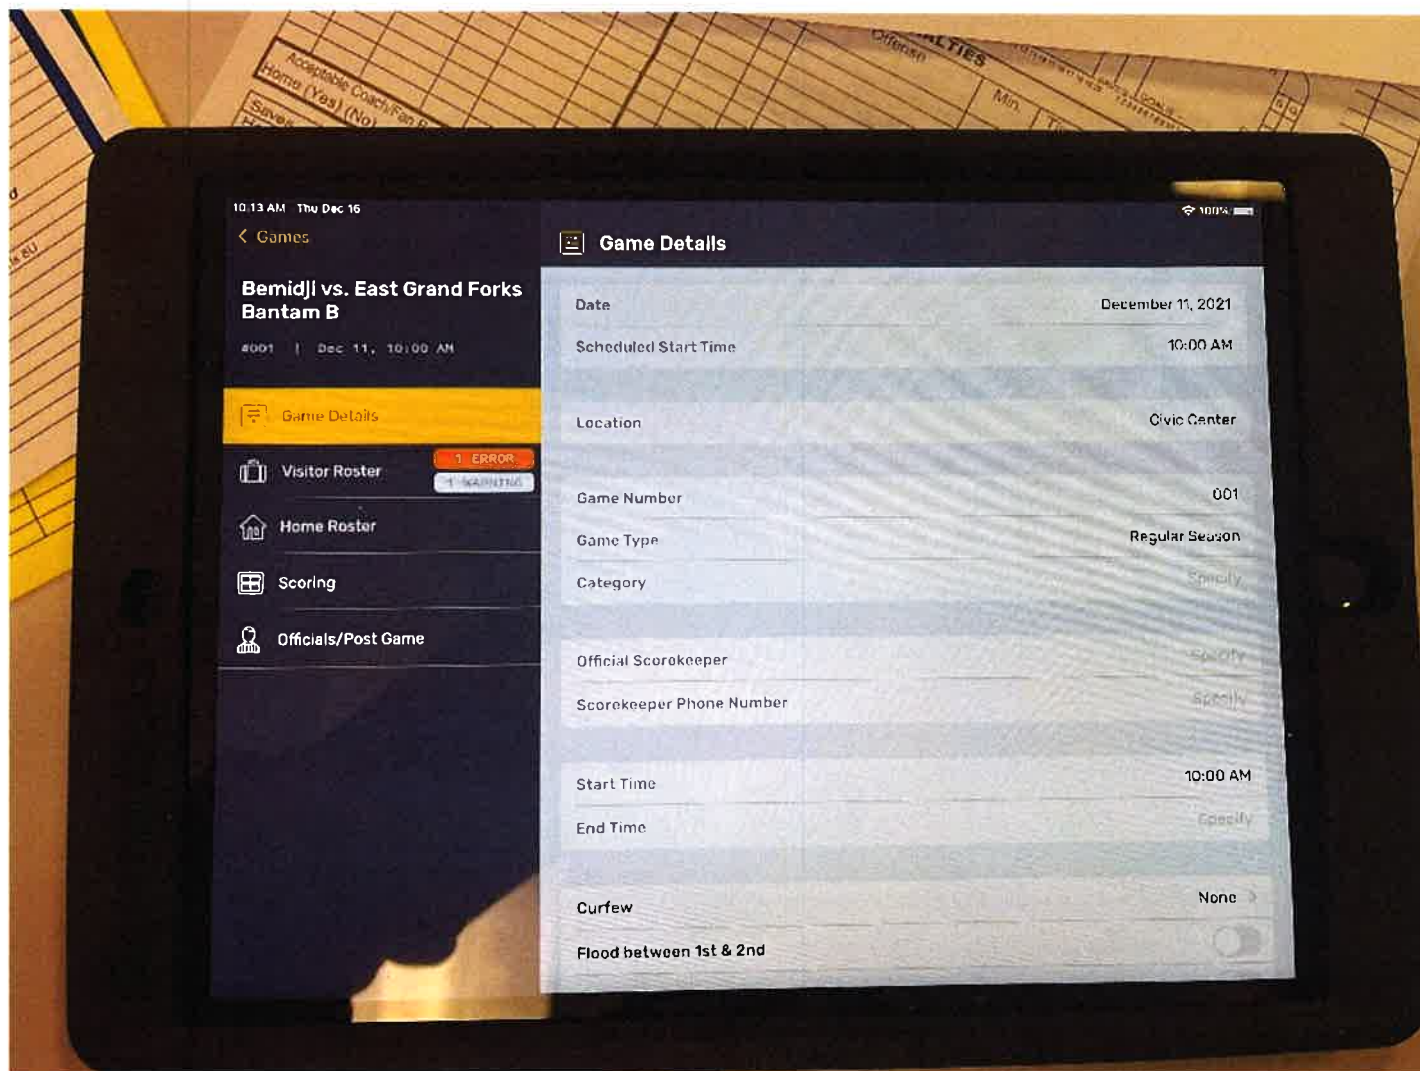 PENALTIES
Offense
Min.
Acceptable Coach/Fan
Home (Yes) (No)
Saves
10:13 AM Thu Dec 16
100%
< Games
Game Details
Bemidji vs. East Grand Forks
Bantam B
#001 | Dec 11, 10:00 AM
Game Details
Visitor Roster
1 ERROR
1 WARNING
Home Roster
Scoring
Officials/Post Game
Date December 11, 2021
Scheduled Start Time 10:00 AM
Location Civic Center
Game Number 001
Game Type Regular Season
Category Specify
Official Scorekeeper Specify
Scorekeeper Phone Number Specify
Start Time 10:00 AM
End Time Specify
Curfew None >
Flood between 1st & 2nd